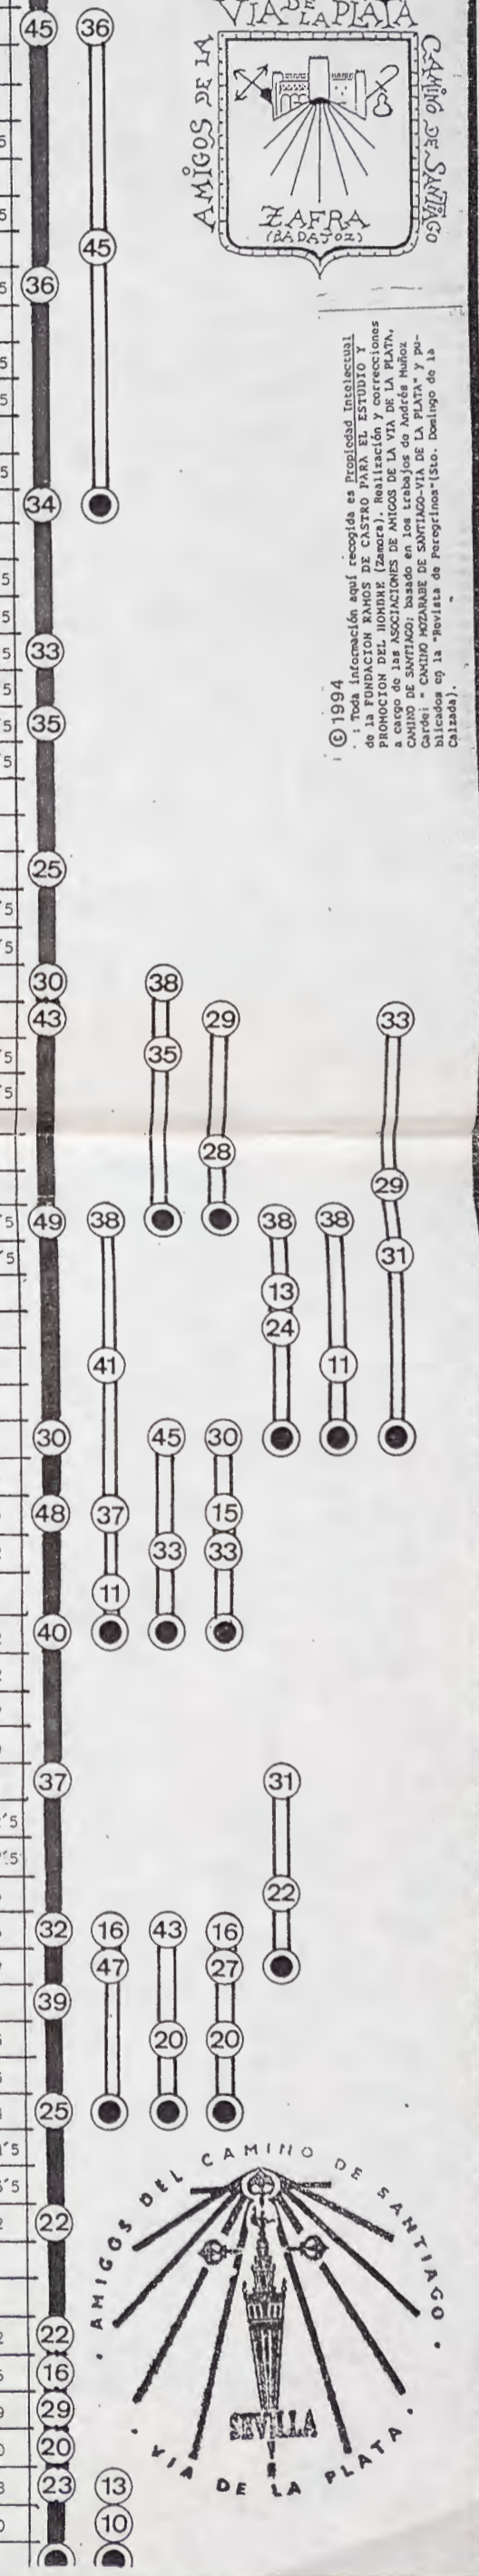 45 36
AMIGOS DE LA
VIA DE LA PLATA
CAMINO DE SANTIAGO
ZAFRA
(BADAJOZ)
45
36
34
© 1994
: Toda información aquí recogida es Propiedad Intelectual
de la FUNDACION RAMOS DE CASTRO PARA EL ESTUDIO Y
PROMOCION DEL HOMBRE (Zamora). Realización y correcciones
a cargo de las ASOCIACIONES DE AMIGOS DE LA VIA DE LA PLATA,
CAMINO DE SANTIAGO; basado en los trabajos de Andrés Muñoz
Garde: " CAMINO MOZARABE DE SANTIAGO-VIA DE LA PLATA" y pu-
blicados en la "Revista de Peregrinos"(Sto. Domingo de la
Calzada).
33
35
25
30 38
43 29 33
35
28
29
49 38 38 38
31
13
24
41 11
30 45 30
48 37 15
33 33
11
40
37 31
22
32 16 43 16
47 27
39
20 20
25
22
22
16
29
20
23 13
10
· AMIGOS DEL CAMINO DE SANTIAGO ·
SEVILLA
· VIA DE LA PLATA ·